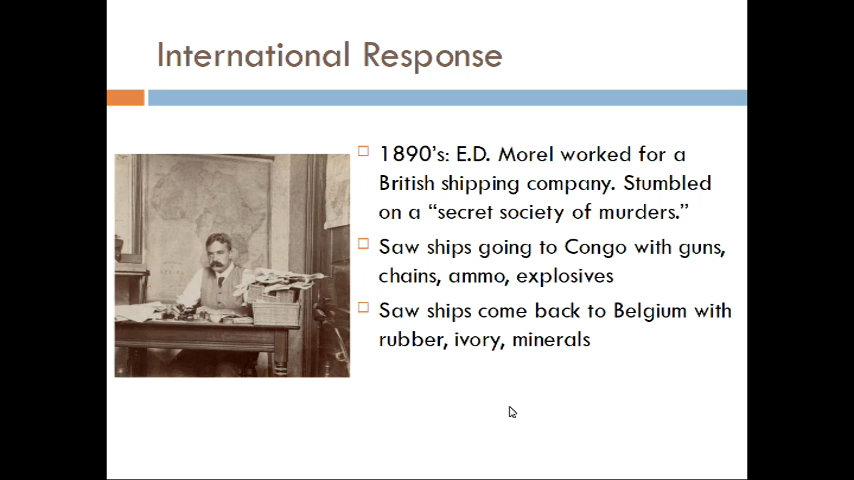 International Response
1890's: E.D. Morel worked for a
British shipping company. Stumbled
on a “secret society of murders.”
Saw ships going to Congo with guns,
chains, ammo, explosives
Saw ships come back to Belgium with
rubber, ivory, minerals